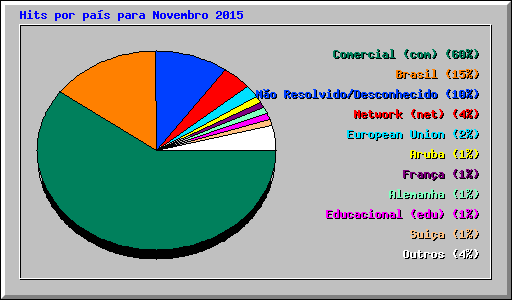 Hits por país para Novembro 2015
Comercial (com) (60%)
Brasil (15%)
Não Resolvido/Desconhecido (10%)
Network (net) (4%)
European Union (2%)
Aruba (1%)
França (1%)
Alemanha (1%)
Educacional (edu) (1%)
Suiça (1%)
Outros (4%)